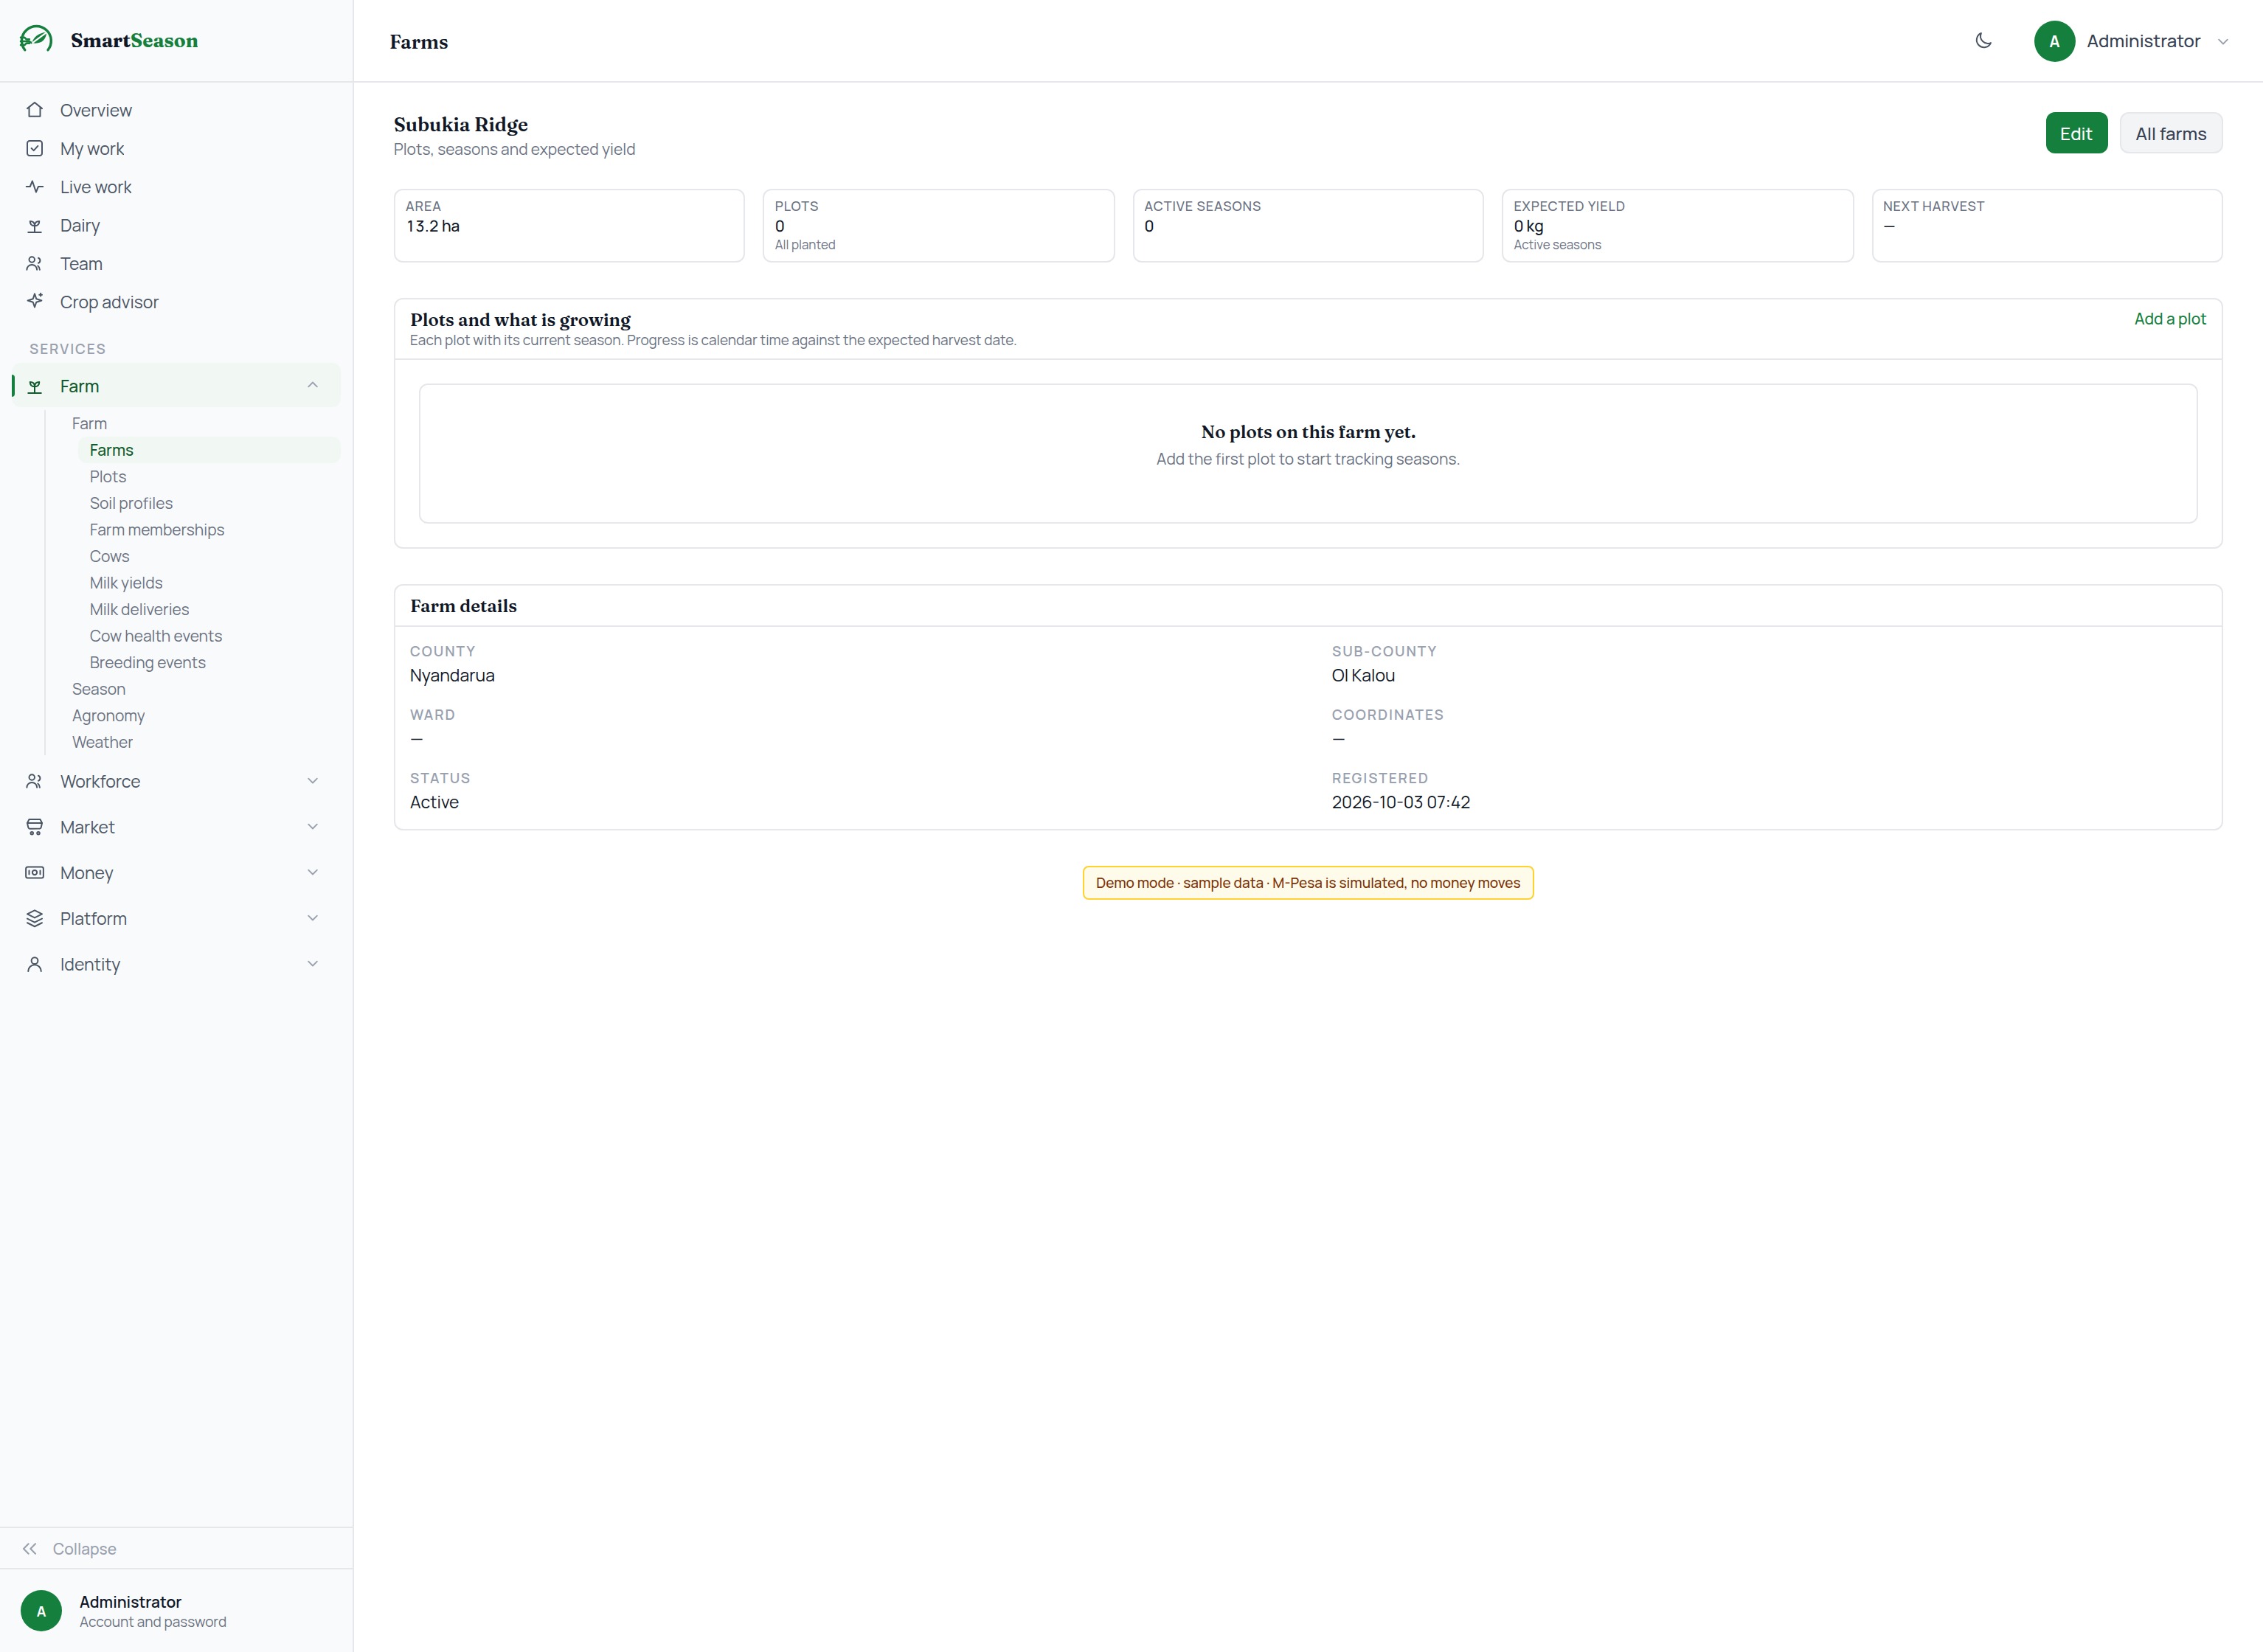 SmartSeason
Farms
A
Administrator
Overview
My work
Live work
Dairy
Team
Crop advisor
SERVICES
Farm
Farm
Farms
Plots
Soil profiles
Farm memberships
Cows
Milk yields
Milk deliveries
Cow health events
Breeding events
Season
Agronomy
Weather
Workforce
Market
Money
Platform
Identity
Collapse
A
Administrator
Account and password
Subukia Ridge
Plots, seasons and expected yield
Edit
All farms
AREA
13.2 ha
PLOTS
0
All planted
ACTIVE SEASONS
0
EXPECTED YIELD
0 kg
Active seasons
NEXT HARVEST
—
Plots and what is growing
Each plot with its current season. Progress is calendar time against the expected harvest date.
Add a plot
No plots on this farm yet.
Add the first plot to start tracking seasons.
Farm details
COUNTY
Nyandarua
SUB-COUNTY
Ol Kalou
WARD
—
COORDINATES
—
STATUS
Active
REGISTERED
2026-10-03 07:42
Demo mode · sample data · M-Pesa is simulated, no money moves